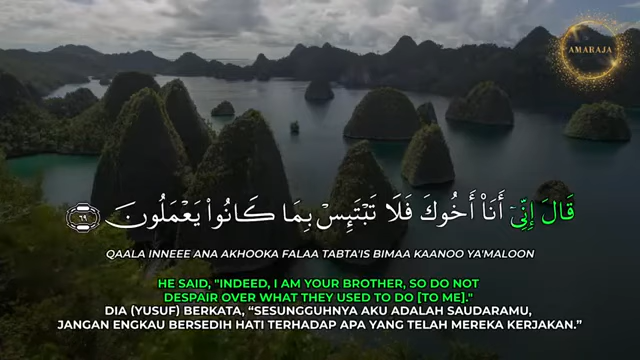 AMARAJA
قَالَ إِنِّىٓ أَنَا۠ أَخُوكَ فَلَا تَبْتَئِسْ بِمَا كَانُوا۟ يَعْمَلُونَ ٦٩
QAALA INNEEE ANA AKHOOKA FALAA TABTA'IS BIMAA KAANOO YA'MALOON
HE SAID, "INDEED, I AM YOUR BROTHER, SO DO NOT
DESPAIR OVER WHAT THEY USED TO DO [TO ME]."
DIA (YUSUF) BERKATA, “SESUNGGUHNYA AKU ADALAH SAUDARAMU,
JANGAN ENGKAU BERSEDIH HATI TERHADAP APA YANG TELAH MEREKA KERJAKAN.”